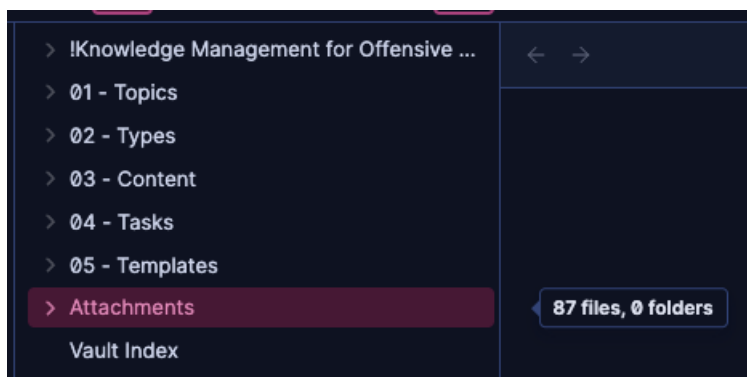 !Knowledge Management for Offensive ...
01 - Topics
02 - Types
03 - Content
04 - Tasks
05 - Templates
Attachments
87 files, 0 folders
Vault Index